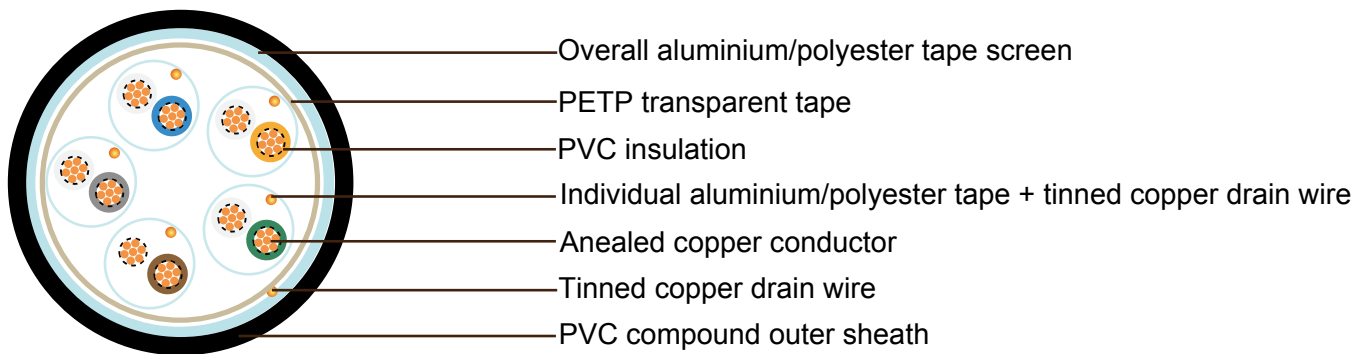 Overall aluminium/polyester tape screen
PETP transparent tape
PVC insulation
Individual aluminium/polyester tape + tinned copper drain wire
Anealed copper conductor
Tinned copper drain wire
PVC compound outer sheath